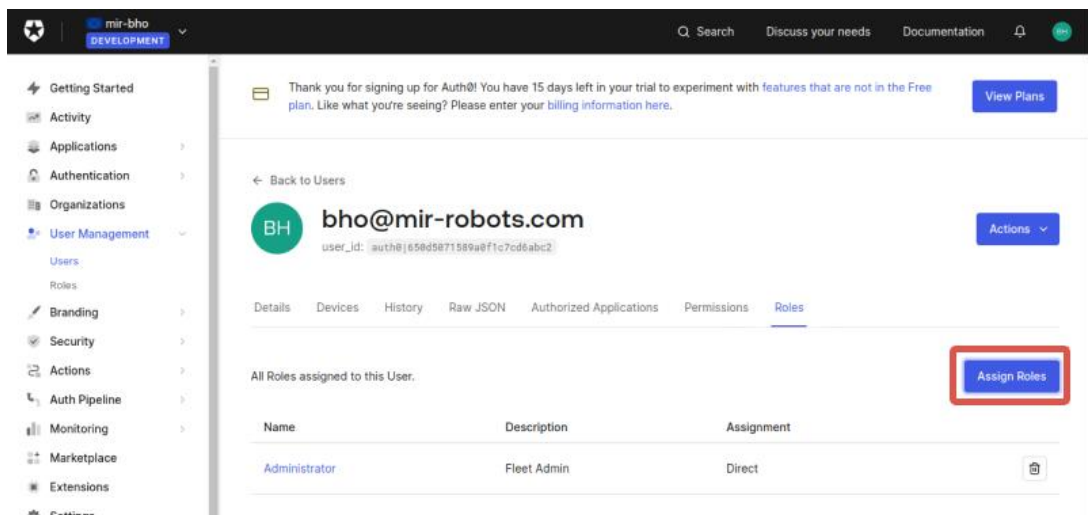 mir-bho
DEVELOPMENT
Search
Discuss your needs
Documentation
BH
Getting Started
Activity
Applications
Authentication
Organizations
User Management
Users
Roles
Branding
Security
Actions
Auth Pipeline
Monitoring
Marketplace
Extensions
Settings
Thank you for signing up for Auth0! You have 15 days left in your trial to experiment with features that are not in the Free
plan. Like what you're seeing? Please enter your billing information here.
View Plans
← Back to Users
BH
bho@mir-robots.com
user_id: auth0|650d5071589a0f1c7cd6abc2
Actions
Details Devices History Raw JSON Authorized Applications Permissions Roles
All Roles assigned to this User.
Assign Roles
Name Description Assignment
Administrator Fleet Admin Direct